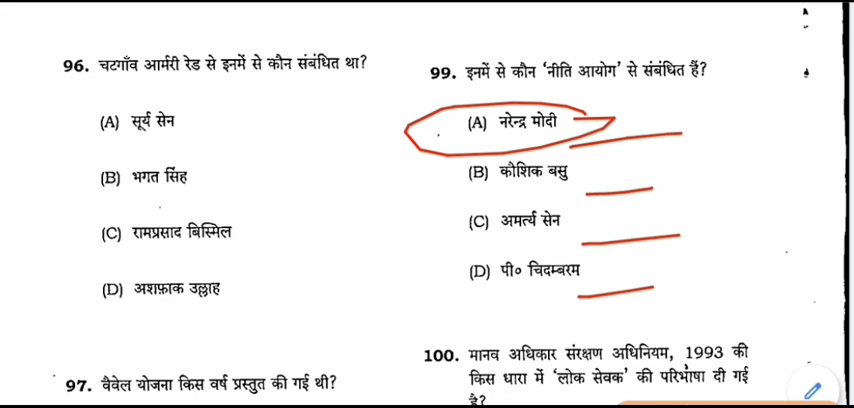 96. चटगाँव आर्मरी रेड से इनमें से कौन संबंधित था?
(A) सूर्य सेन
(B) भगत सिंह
(C) रामप्रसाद बिस्मिल
(D) अशफ़ाक उल्लाह
97. वैवेल योजना किस वर्ष प्रस्तुत की गई थी?
99. इनमें से कौन ‘नीति आयोग’ से संबंधित हैं?
(A) नरेन्द्र मोदी
(B) कौशिक बसु
(C) अमर्त्य सेन
(D) पी० चिदम्बरम
100. मानव अधिकार संरक्षण अधिनियम, 1993 की
किस धारा में ‘लोक सेवक’ की परिभाषा दी गई
है?